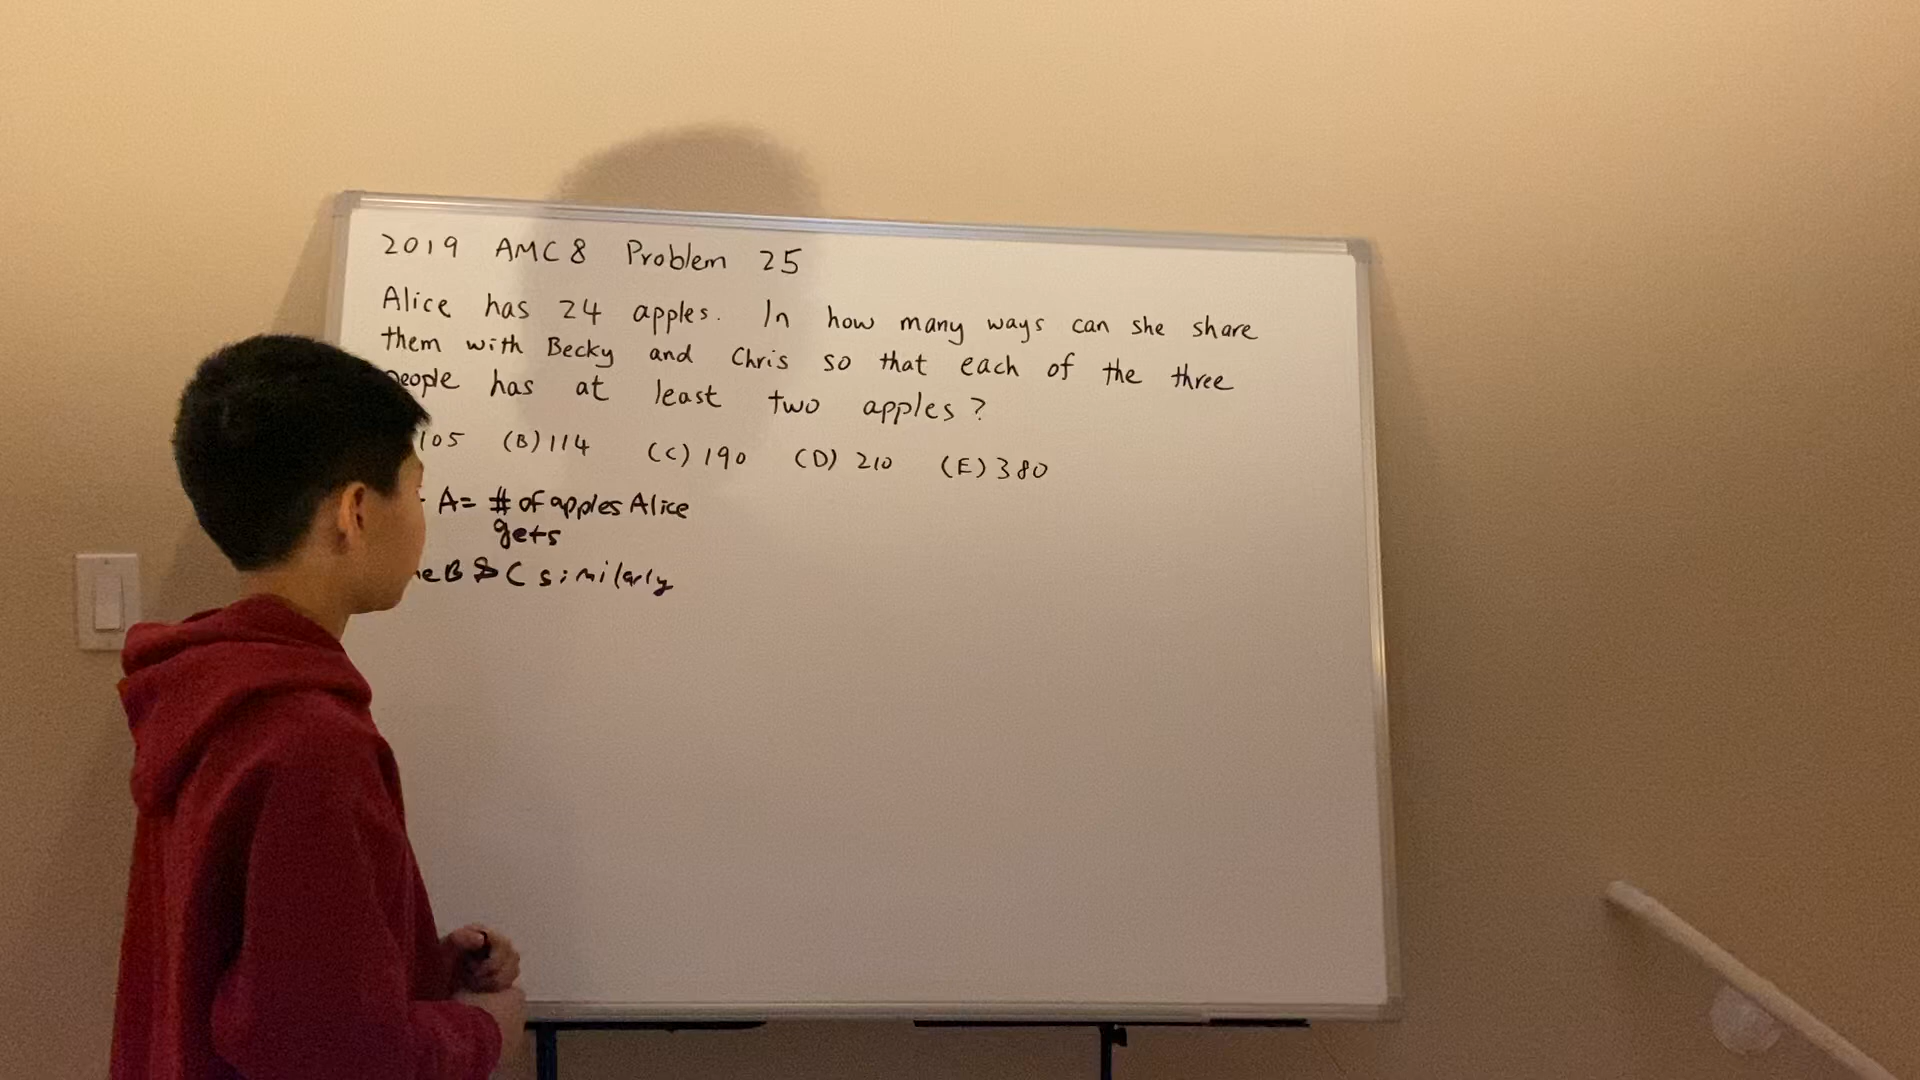 2019 AMC 8 Problem 25
Alice has 24 apples. In how many ways can she share
them with Becky and Chris so that each of the three
people has at least two apples?
105 (B) 114 (C) 190 (D) 210 (E) 380
A= # of apples Alice
gets
B & C similarly